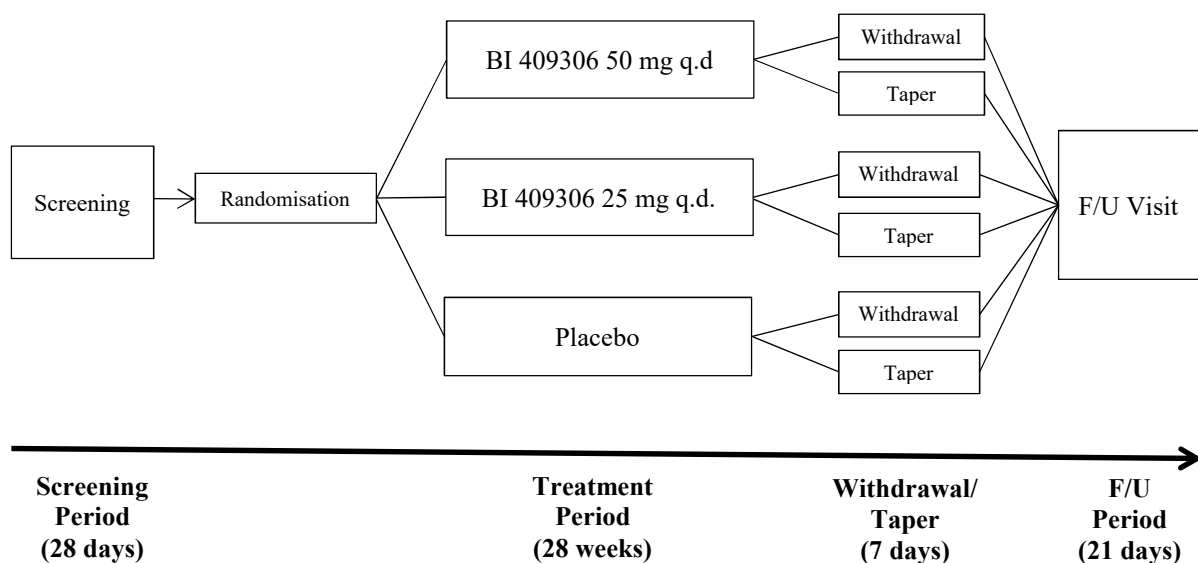 BI 409306 50 mg q.d
Withdrawal
Taper
Screening
Randomisation
BI 409306 25 mg q.d.
Withdrawal
Taper
F/U Visit
Placebo
Withdrawal
Taper
Screening
Period
(28 days)
Treatment
Period
(28 weeks)
Withdrawal/
Taper
(7 days)
F/U
Period
(21 days)